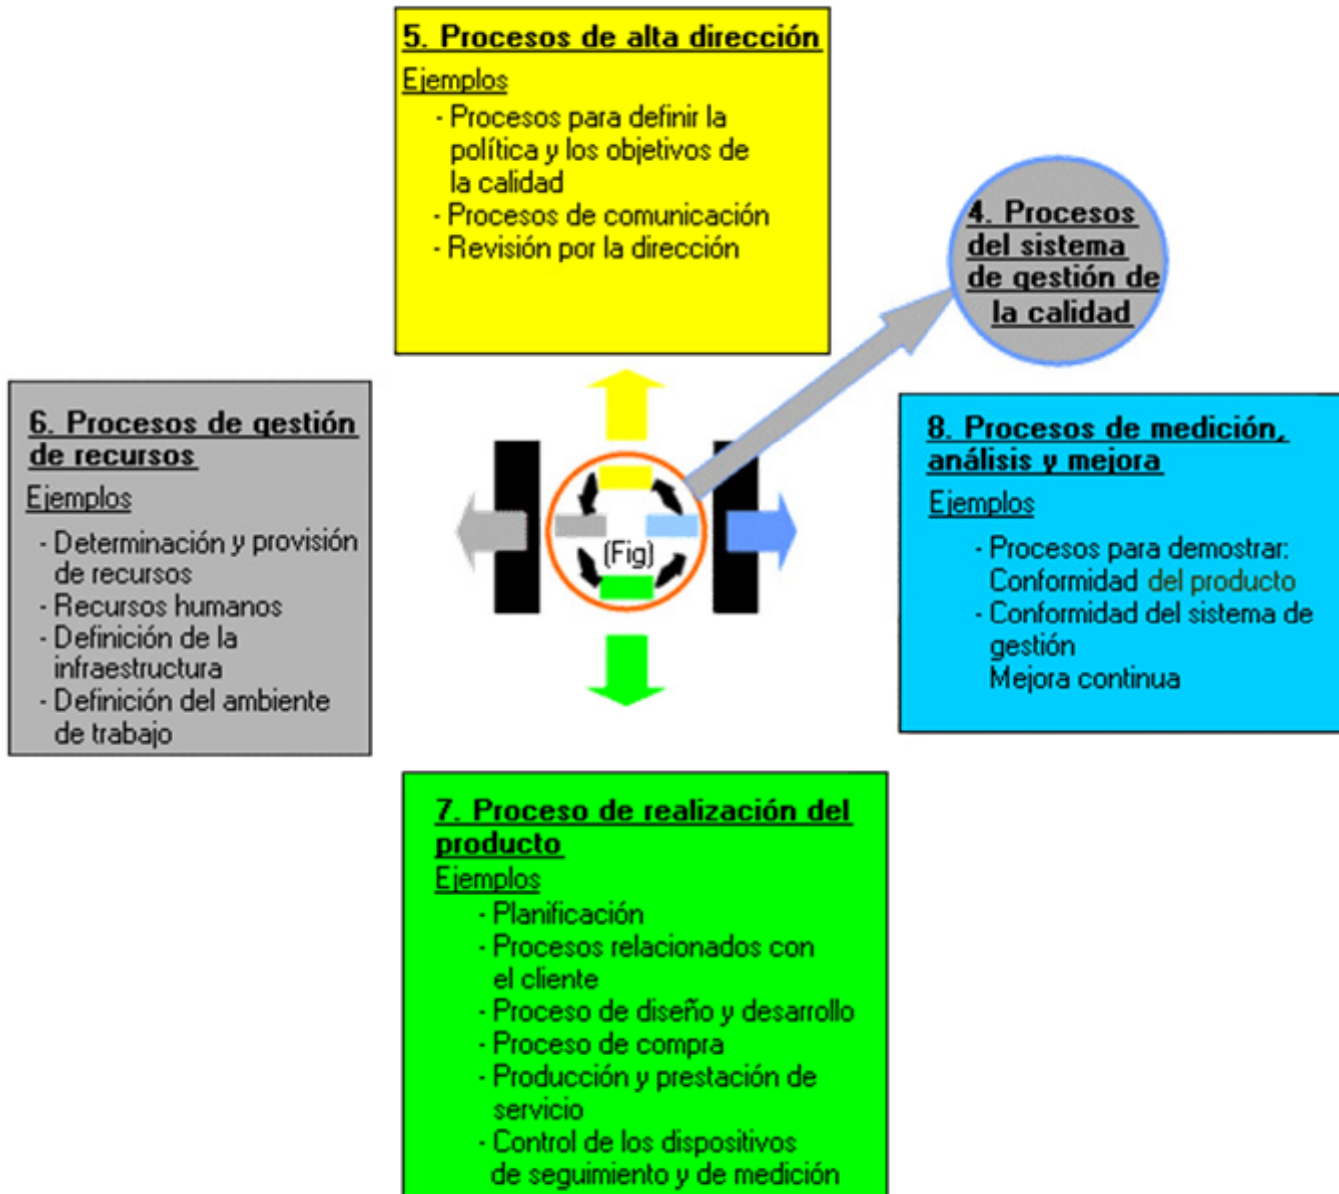 5. Procesos de alta dirección
Ejemplos
- Procesos para definir la
política y los objetivos de
la calidad
- Procesos de comunicación
- Revisión por la dirección
4. Procesos
del sistema
de gestión de
la calidad
6. Procesos de gestión
de recursos
Ejemplos
- Determinación y provisión
de recursos
- Recursos humanos
- Definición de la
infraestructura
- Definición del ambiente
de trabajo
(Fig)
8. Procesos de medición,
análisis y mejora
Ejemplos
- Procesos para demostrar:
Conformidad del producto
- Conformidad del sistema de
gestión
Mejora continua
7. Proceso de realización del
producto
Ejemplos
- Planificación
- Procesos relacionados con
el cliente
- Proceso de diseño y desarrollo
- Proceso de compra
- Producción y prestación de
servicio
- Control de los dispositivos
de seguimiento y de medición